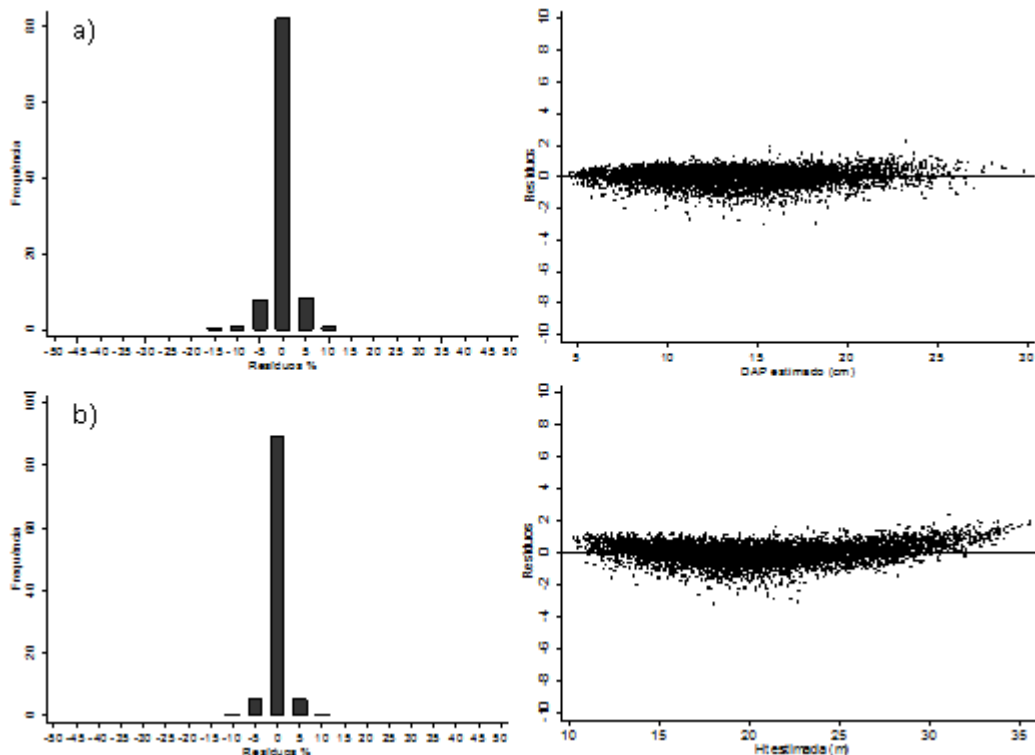 a)
Frequência
0 20 40 60 80
-50 -45 -40 -35 -30 -25 -20 -15 -10 -5 0 5 10 15 20 25 30 35 40 45 50
Resíduos %
Resíduos
-10 -8 -6 -4 -2 0 2 4 6 8 10
5 10 15 20 25 30
DAP estimado (cm)
b)
Frequência
0 20 40 60 80 100
-50 -45 -40 -35 -30 -25 -20 -15 -10 -5 0 5 10 15 20 25 30 35 40 45 50
Resíduos %
Resíduos
-10 -8 -6 -4 -2 0 2 4 6 8 10
10 15 20 25 30 35
Ht estimada (m)